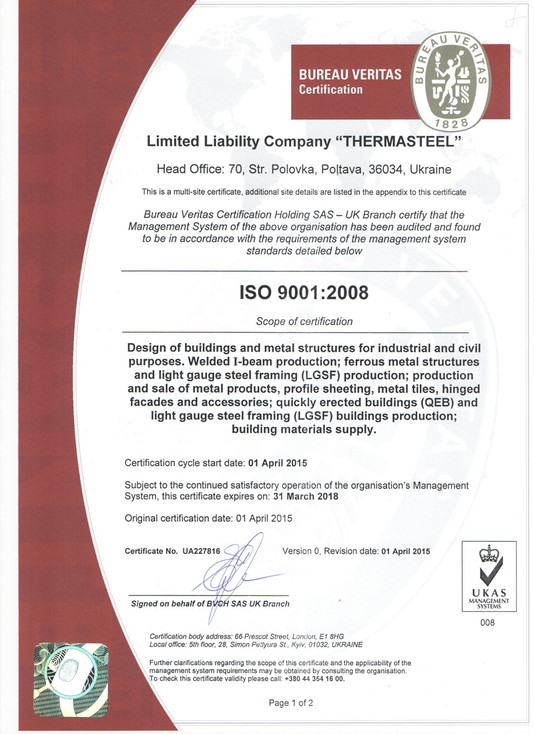 BUREAU VERITAS
Certification
BUREAU VERITAS
1828
Limited Liability Company “THERMASTEEL”
Head Office: 70, Str. Polovka, Poltava, 36034, Ukraine
This is a multi-site certificate, additional site details are listed in the appendix to this certificate
Bureau Veritas Certification Holding SAS – UK Branch certify that the
Management System of the above organisation has been audited and found
to be in accordance with the requirements of the management system
standards detailed below
ISO 9001:2008
Scope of certification
Design of buildings and metal structures for industrial and civil
purposes. Welded I-beam production; ferrous metal structures
and light gauge steel framing (LGSF) production; production
and sale of metal products, profile sheeting, metal tiles, hinged
facades and accessories; quickly erected buildings (QEB) and
light gauge steel framing (LGSF) buildings production;
building materials supply.
Certification cycle start date: 01 April 2015
Subject to the continued satisfactory operation of the organisation's Management
System, this certificate expires on: 31 March 2018
Original certification date: 01 April 2015
Certificate No. UA227816 Version 0, Revision date: 01 April 2015
Signed on behalf of BVCH SAS UK Branch
UKAS
MANAGEMENT
SYSTEMS
008
Certification body address: 66 Prescot Street, London, E1 8HG
Local office: 5th floor, 28, Simon Petlyura St., Kyiv, 01032, UKRAINE
Further clarifications regarding the scope of this certificate and the applicability of the
management system requirements may be obtained by consulting the organisation.
To check this certificate validity please call: +380 44 354 16 00.
Page 1 of 2